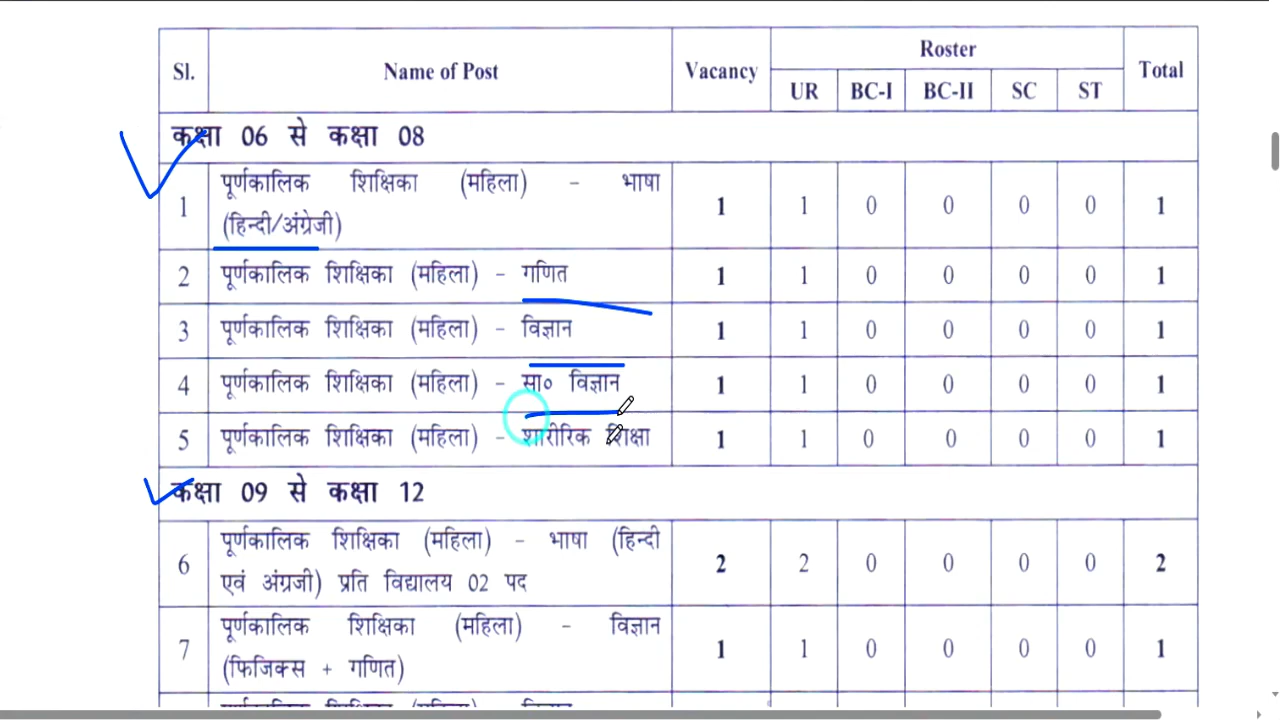 Sl. Name of Post Vacancy Roster Total
UR BC-I BC-II SC ST
कक्षा 06 से कक्षा 08
1 पूर्णकालिक शिक्षिका (महिला) - भाषा
(हिन्दी/अंग्रेजी) 1 1 0 0 0 0 1
2 पूर्णकालिक शिक्षिका (महिला) - गणित 1 1 0 0 0 0 1
3 पूर्णकालिक शिक्षिका (महिला) - विज्ञान 1 1 0 0 0 0 1
4 पूर्णकालिक शिक्षिका (महिला) - सा० विज्ञान 1 1 0 0 0 0 1
5 पूर्णकालिक शिक्षिका (महिला) - शारीरिक शिक्षा 1 1 0 0 0 0 1
कक्षा 09 से कक्षा 12
6 पूर्णकालिक शिक्षिका (महिला) - भाषा (हिन्दी
एवं अंग्रजी) प्रति विद्यालय 02 पद 2 2 0 0 0 0 2
7 पूर्णकालिक शिक्षिका (महिला) - विज्ञान
(फिजिक्स + गणित) 1 1 0 0 0 0 1